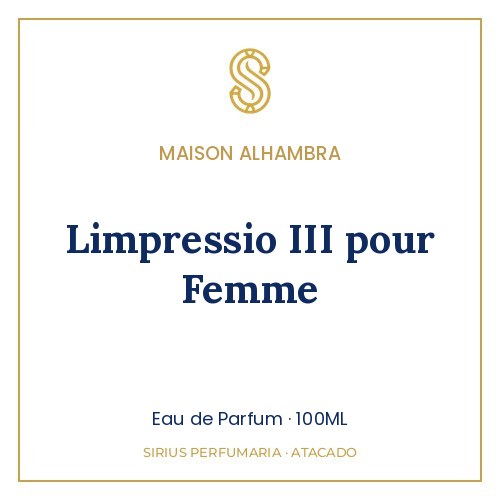 MAISON ALHAMBRA
Limpressio III pour
Femme
Eau de Parfum · 100ML
SIRIUS PERFUMARIA · ATACADO